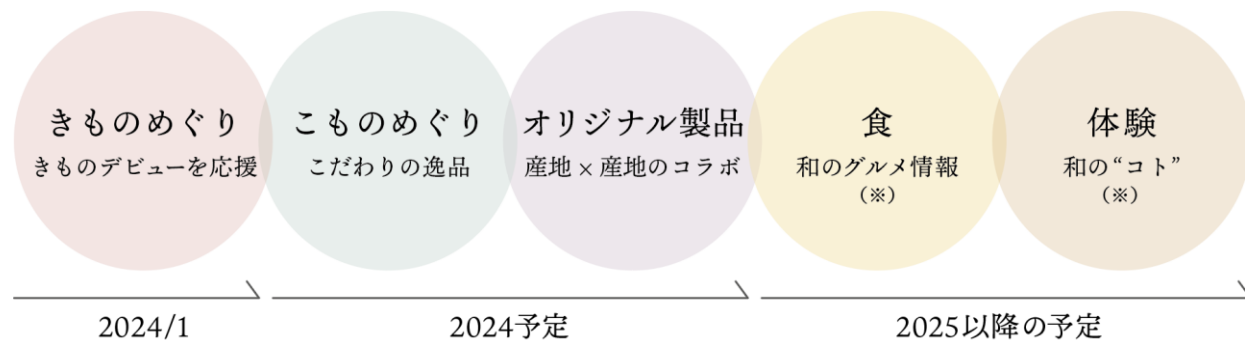 きものめぐり
きものデビューを応援
こものめぐり
こだわりの逸品
オリジナル製品
産地×産地のコラボ
食
和のグルメ情報
(※)
体験
和の“コト”
(※)
2024/1
2024予定
2025以降の予定